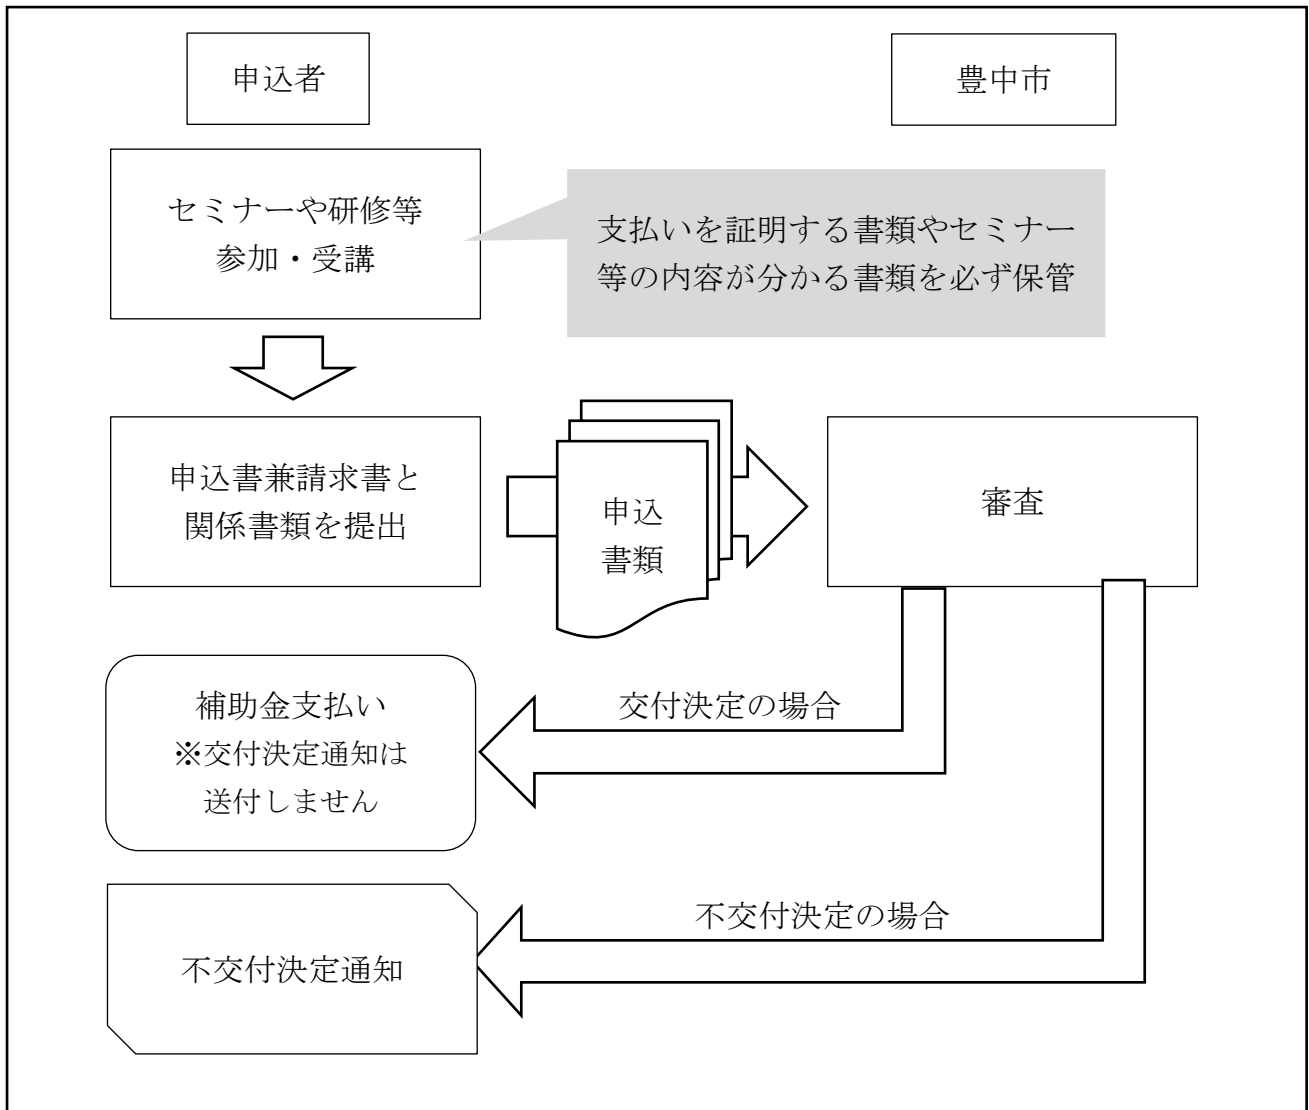 申込者
豊中市
セミナーや研修等
参加・受講
支払いを証明する書類やセミナー
等の内容が分かる書類を必ず保管
申込書兼請求書と
関係書類を提出
申込
書類
審査
交付決定の場合
補助金支払い
※交付決定通知は
送付しません
不交付決定の場合
不交付決定通知